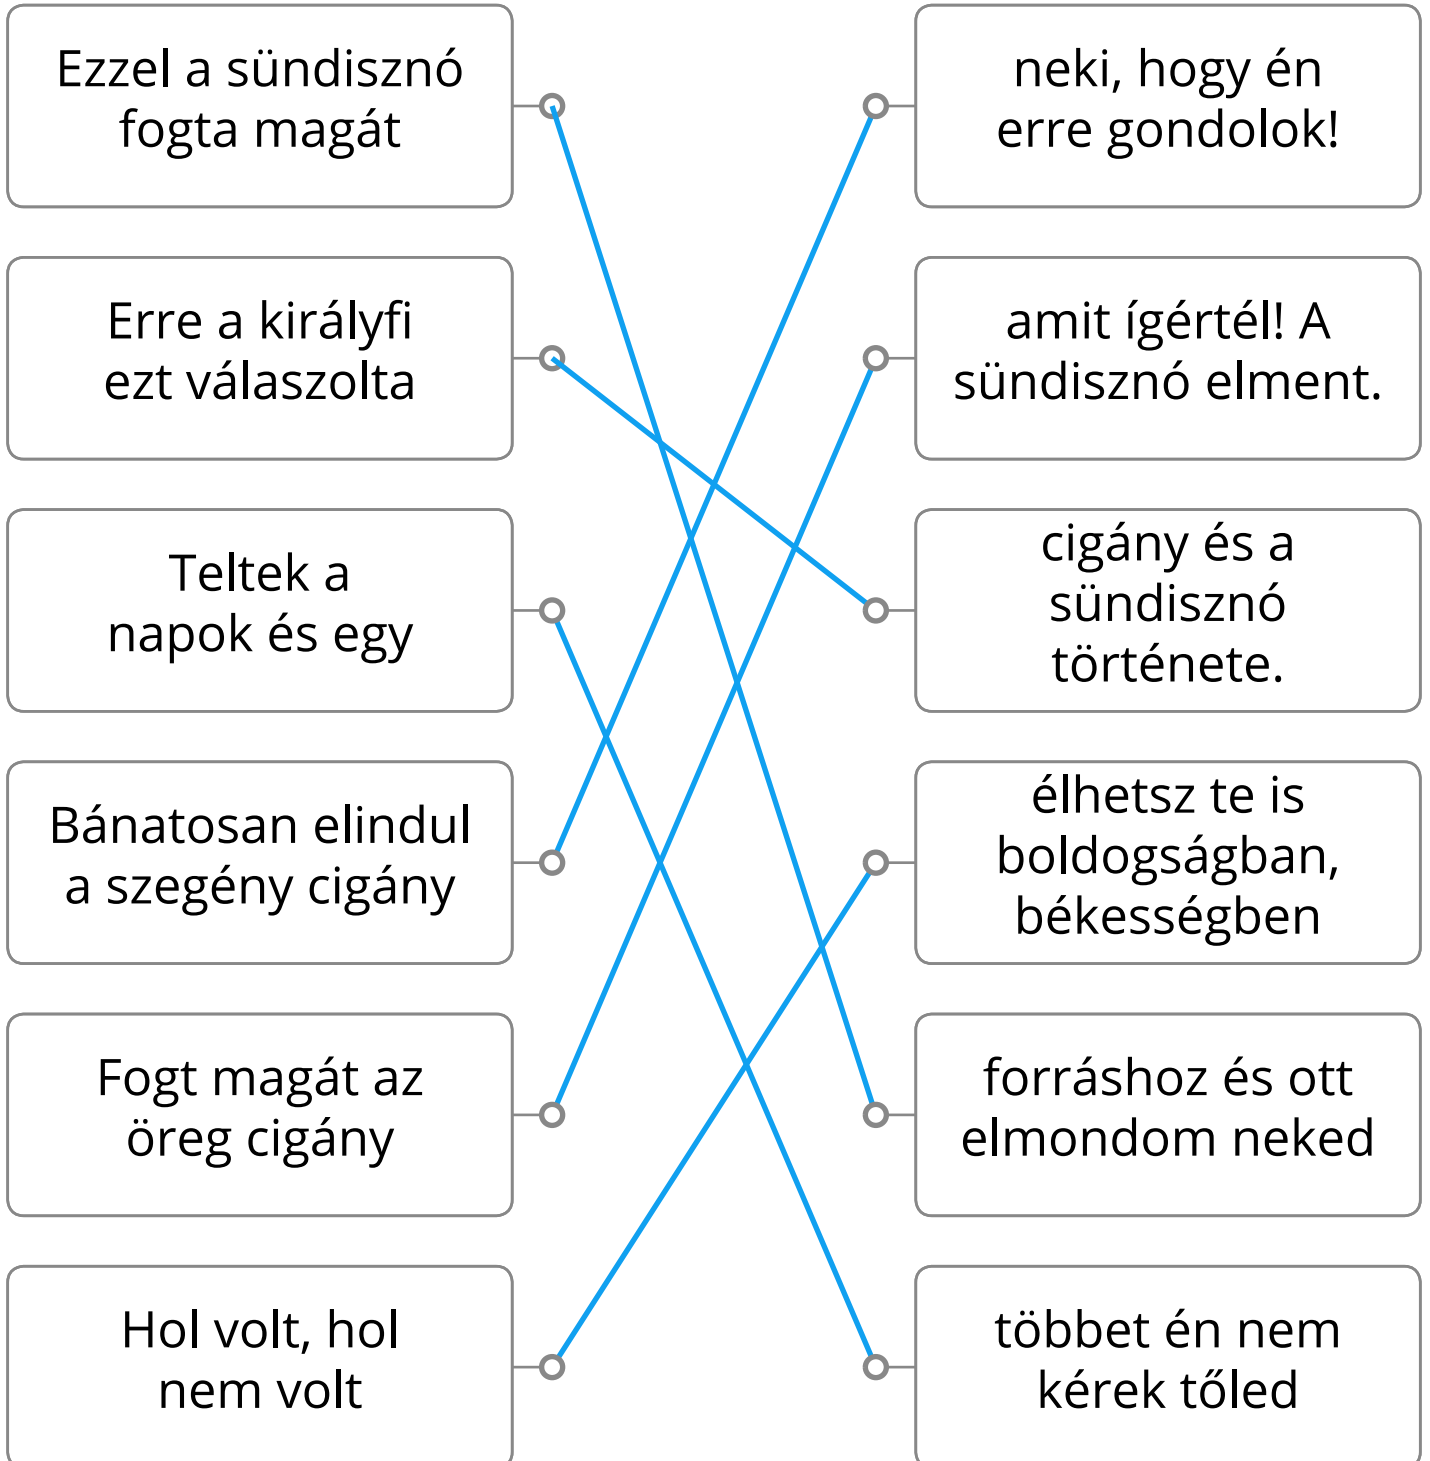 Ezzel a sündisznó
fogta magát
neki, hogy én
erre gondolok!
Erre a királyfi
ezt válaszolta
amit ígértél! A
sündisznó elment.
Teltek a
napok és egy
cigány és a
sündisznó
története.
Bánatosan elindul
a szegény cigány
élhetsz te is
boldogságban,
békességben
Fogt magát az
öreg cigány
forráshoz és ott
elmondom neked
Hol volt, hol
nem volt
többet én nem
kérek tőled